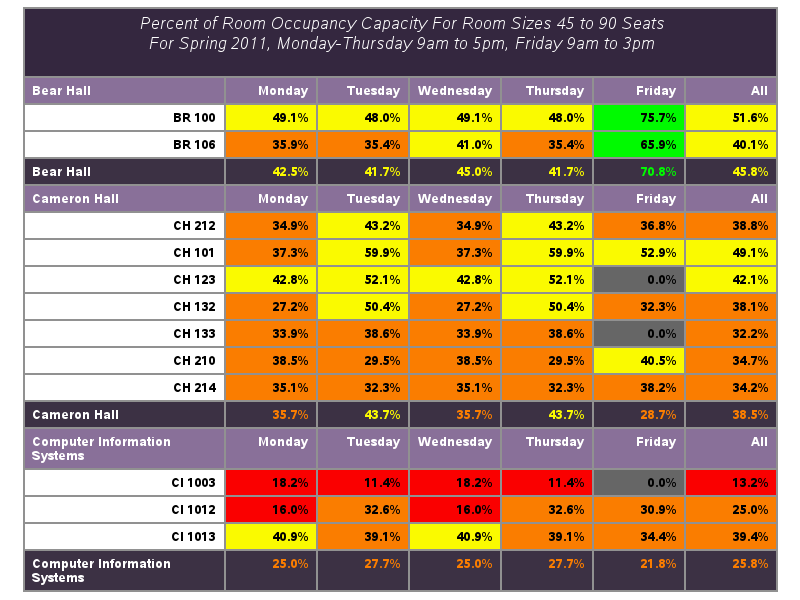 Percent of Room Occupancy Capacity For Room Sizes 45 to 90 Seats
For Spring 2011, Monday-Thursday 9am to 5pm, Friday 9am to 3pm
Bear Hall Monday Tuesday Wednesday Thursday Friday All
BR 100 49.1% 48.0% 49.1% 48.0% 75.7% 51.6%
BR 106 35.9% 35.4% 41.0% 35.4% 65.9% 40.1%
Bear Hall 42.5% 41.7% 45.0% 41.7% 70.8% 45.8%
Cameron Hall Monday Tuesday Wednesday Thursday Friday All
CH 212 34.9% 43.2% 34.9% 43.2% 36.8% 38.8%
CH 101 37.3% 59.9% 37.3% 59.9% 52.9% 49.1%
CH 123 42.8% 52.1% 42.8% 52.1% 0.0% 42.1%
CH 132 27.2% 50.4% 27.2% 50.4% 32.3% 38.1%
CH 133 33.9% 38.6% 33.9% 38.6% 0.0% 32.2%
CH 210 38.5% 29.5% 38.5% 29.5% 40.5% 34.7%
CH 214 35.1% 32.3% 35.1% 32.3% 38.2% 34.2%
Cameron Hall 35.7% 43.7% 35.7% 43.7% 28.7% 38.5%
Computer Information Monday Tuesday Wednesday Thursday Friday All
Systems
CI 1003 18.2% 11.4% 18.2% 11.4% 0.0% 13.2%
CI 1012 16.0% 32.6% 16.0% 32.6% 30.9% 25.0%
CI 1013 40.9% 39.1% 40.9% 39.1% 34.4% 39.4%
Computer Information 25.0% 27.7% 25.0% 27.7% 21.8% 25.8%
Systems